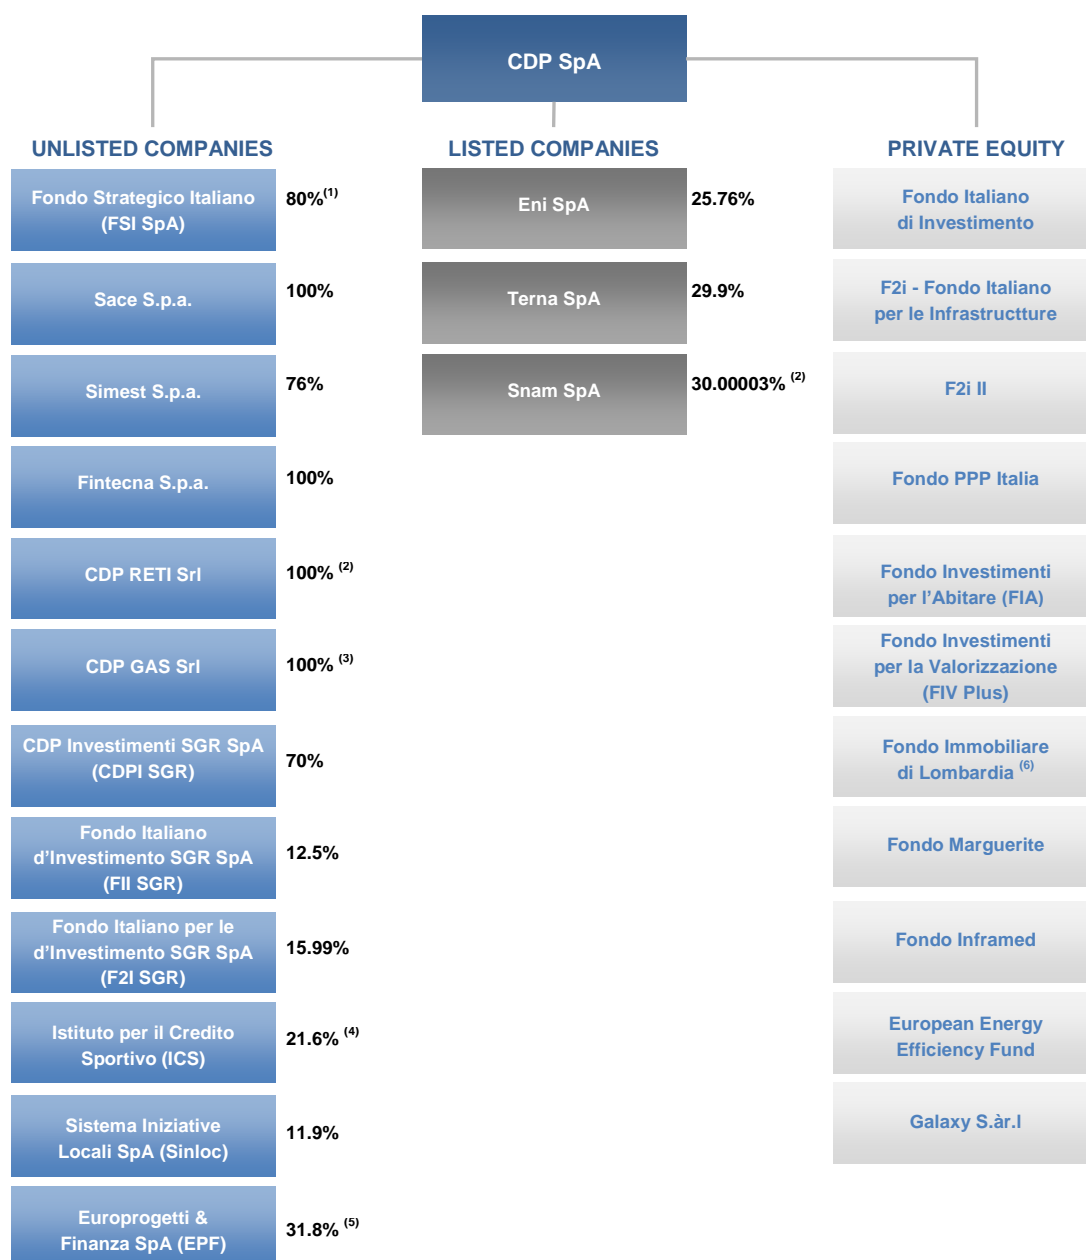 CDP SpA
UNLISTED COMPANIES
Fondo Strategico Italiano
(FSI SpA)
80%(1)
Sace S.p.a.
100%
Simest S.p.a.
76%
Fintecna S.p.a.
100%
CDP RETI Srl
100% (2)
CDP GAS Srl
100% (3)
CDP Investimenti SGR SpA
(CDPI SGR)
70%
Fondo Italiano
d’Investimento SGR SpA
(FII SGR)
12.5%
Fondo Italiano per le
d’Investimento SGR SpA
(F2I SGR)
15.99%
Istituto per il Credito
Sportivo (ICS)
21.6% (4)
Sistema Iniziative
Locali SpA (Sinloc)
11.9%
Europrogetti &
Finanza SpA (EPF)
31.8% (5)
LISTED COMPANIES
Eni SpA
25.76%
Terna SpA
29.9%
Snam SpA
30.00003% (2)
PRIVATE EQUITY
Fondo Italiano
di Investimento
F2i - Fondo Italiano
per le Infrastructture
F2i II
Fondo PPP Italia
Fondo Investimenti
per l’Abitare (FIA)
Fondo Investimenti
per la Valorizzazione
(FIV Plus)
Fondo Immobiliare
di Lombardia (6)
Fondo Marguerite
Fondo Inframed
European Energy
Efficiency Fund
Galaxy S.àr.l